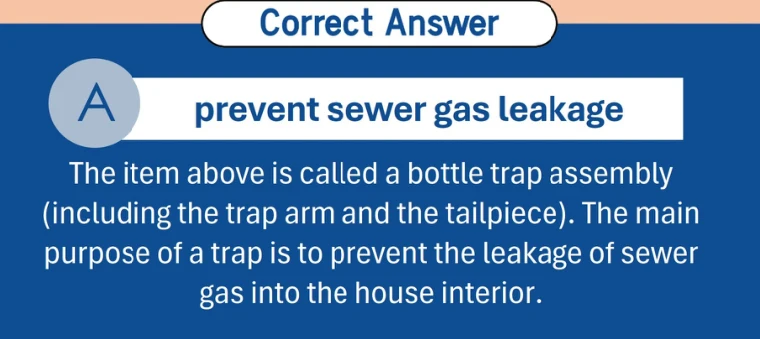 Correct Answer
A
prevent sewer gas leakage
The item above is called a bottle trap assembly
(including the trap arm and the tailpiece). The main
purpose of a trap is to prevent the leakage of sewer
gas into the house interior.